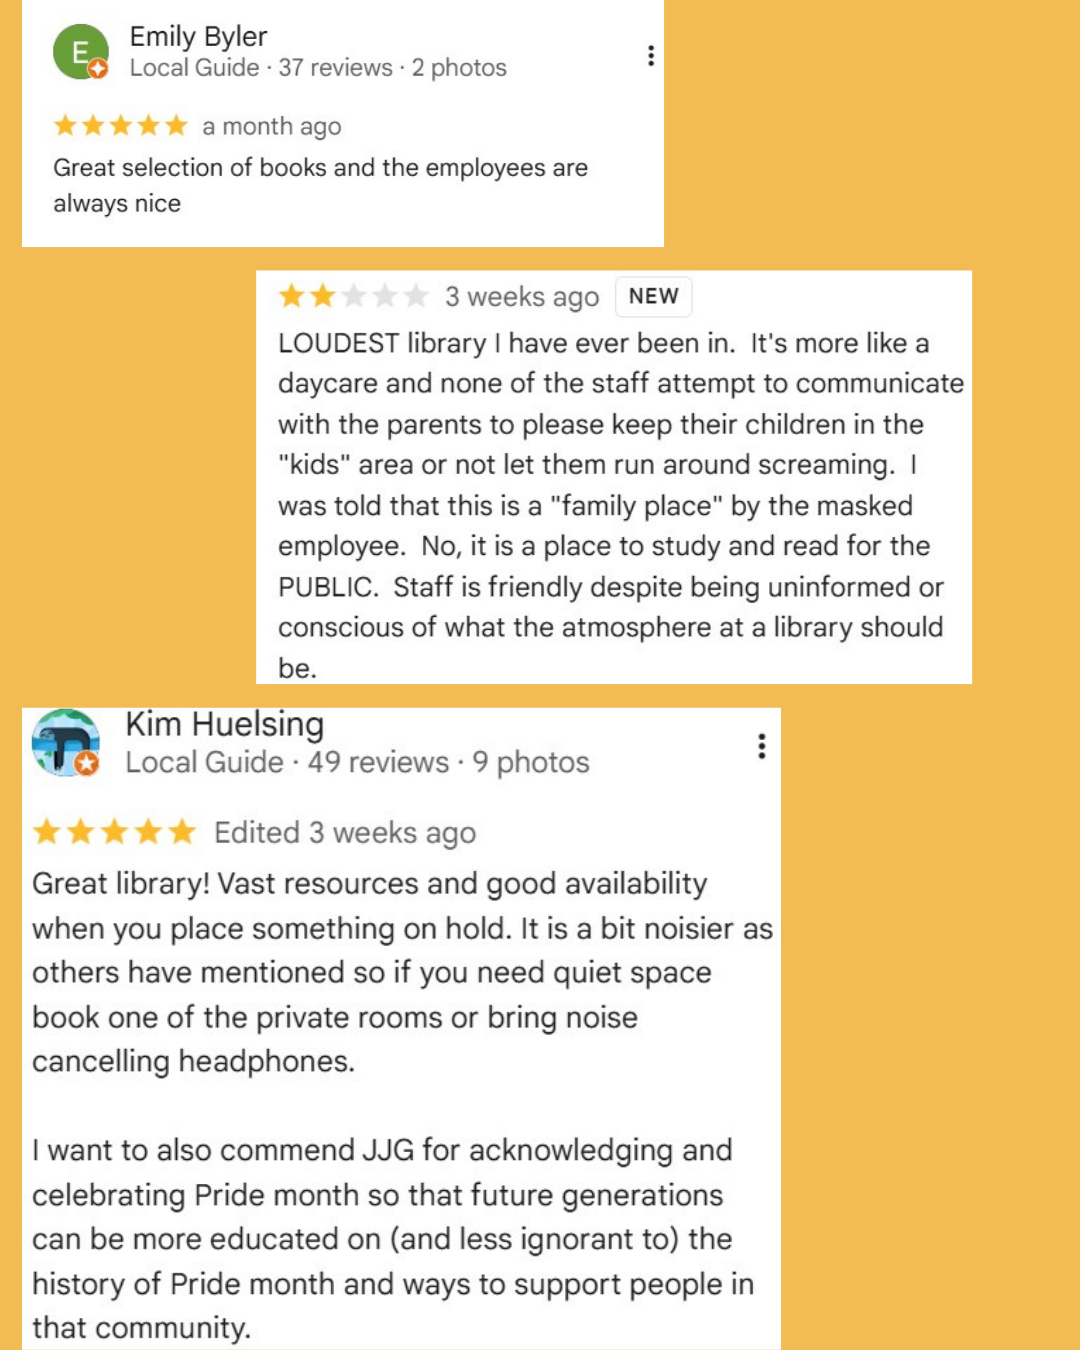 E
Emily Byler
Local Guide · 37 reviews · 2 photos
a month ago
Great selection of books and the employees are
always nice
3 weeks ago NEW
LOUDEST library I have ever been in.  It's more like a
daycare and none of the staff attempt to communicate
with the parents to please keep their children in the
"kids" area or not let them run around screaming.  I
was told that this is a "family place" by the masked
employee.  No, it is a place to study and read for the
PUBLIC.  Staff is friendly despite being uninformed or
conscious of what the atmosphere at a library should
be.
Kim Huelsing
Local Guide · 49 reviews · 9 photos
Edited 3 weeks ago
Great library! Vast resources and good availability
when you place something on hold. It is a bit noisier as
others have mentioned so if you need quiet space
book one of the private rooms or bring noise
cancelling headphones.
I want to also commend JJG for acknowledging and
celebrating Pride month so that future generations
can be more educated on (and less ignorant to) the
history of Pride month and ways to support people in
that community.